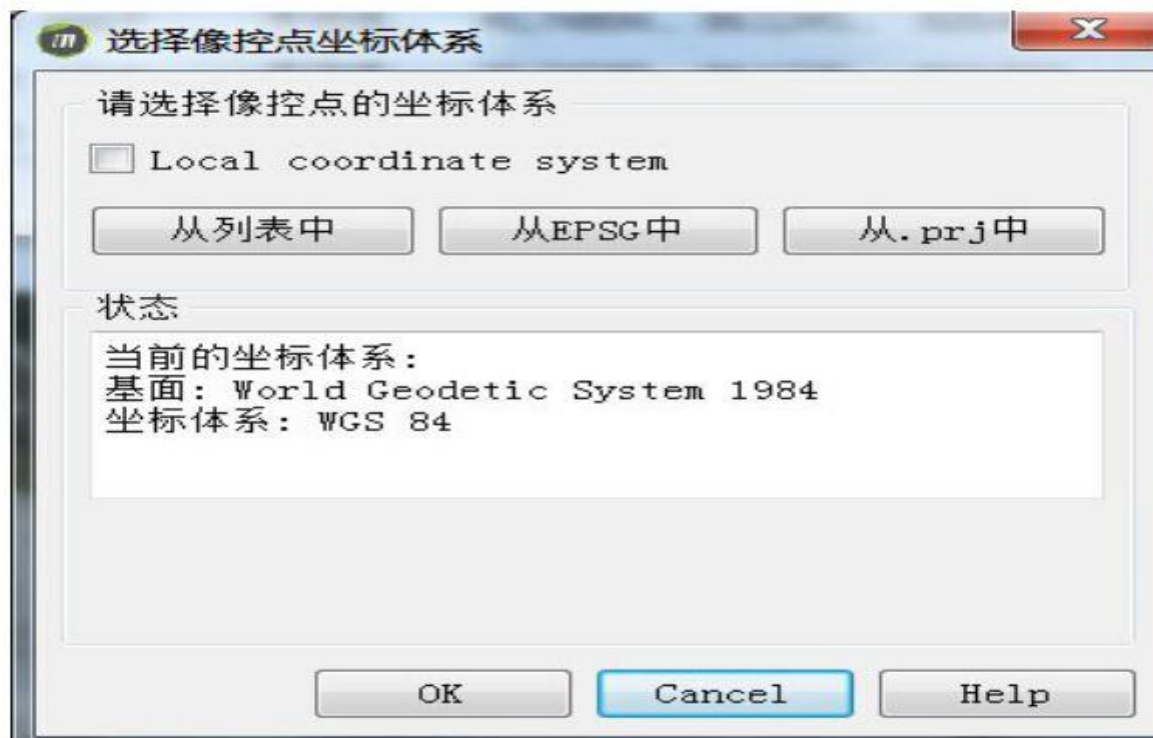 选择像控点坐标体系
请选择像控点的坐标体系
Local coordinate system
从列表中 从EPSG中 从.prj中
状态
当前的坐标体系:
基面: World Geodetic System 1984
坐标体系: WGS 84
OK Cancel Help